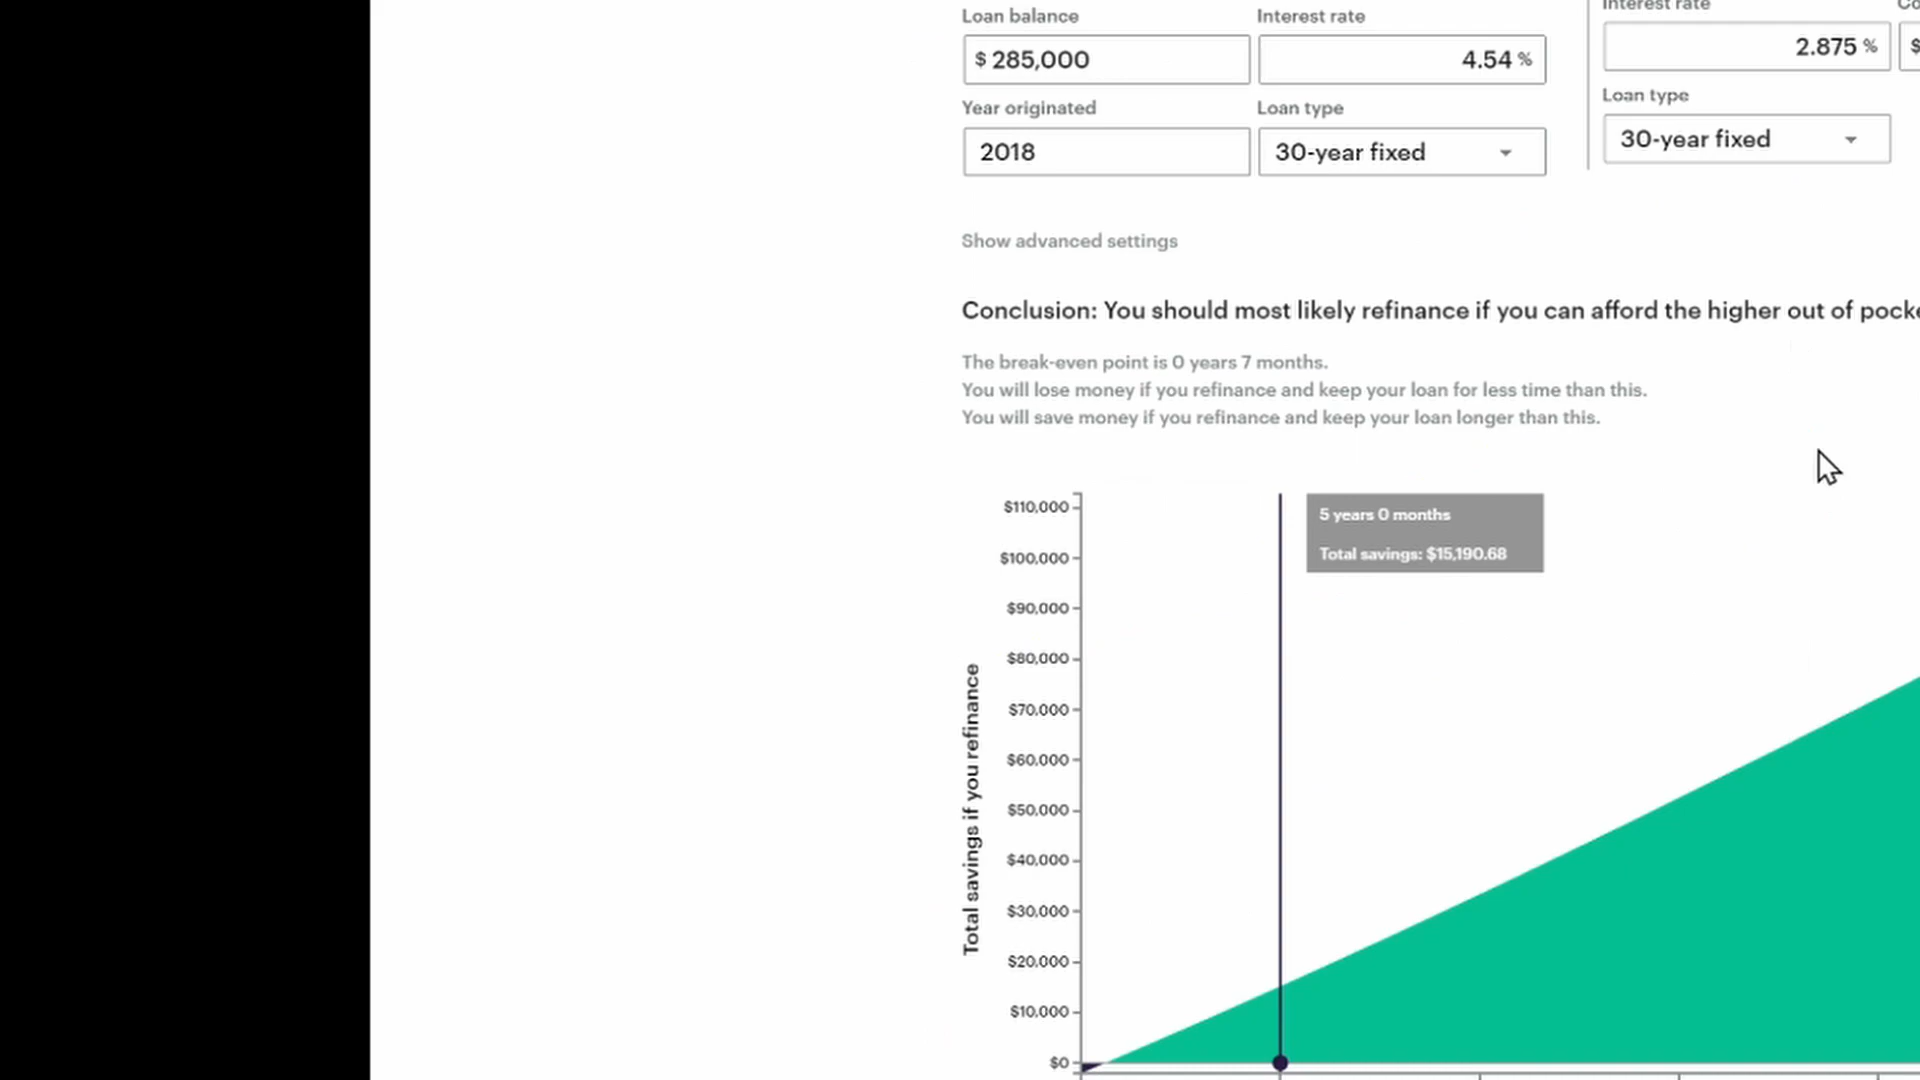 Loan balance
Interest rate
Interest rate
$ 285,000
4.54 %
2.875 %
$
Year originated
Loan type
Loan type
2018
30-year fixed
30-year fixed
Show advanced settings
Conclusion: You should most likely refinance if you can afford the higher out of
The break-even point is 0 years 7 months.
You will lose money if you refinance and keep your loan for less time than this.
You will save money if you refinance and keep your loan longer than this.
5 years 0 months
Total savings: $15,190.68
Total savings if you refinance
$110,000
$100,000
$90,000
$80,000
$70,000
$60,000
$50,000
$40,000
$30,000
$20,000
$10,000
$0